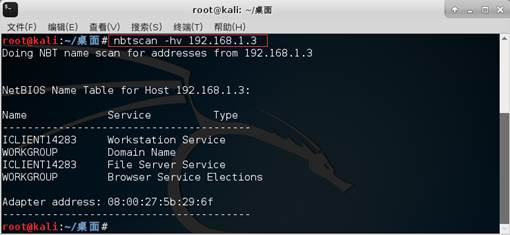 root@kali: ~/桌面
文件(F) 编辑(E) 查看(V) 搜索(S) 终端(T) 帮助(H)
root@kali:~/桌面# nbtscan -hv 192.168.1.3
Doing NBT name scan for addresses from 192.168.1.3
NetBIOS Name Table for Host 192.168.1.3:
Name Service Type
----------------------------------------
ICLIENT14283 Workstation Service
WORKGROUP Domain Name
ICLIENT14283 File Server Service
WORKGROUP Browser Service Elections
Adapter address: 08:00:27:5b:29:6f
----------------------------------------
root@kali:~/桌面#